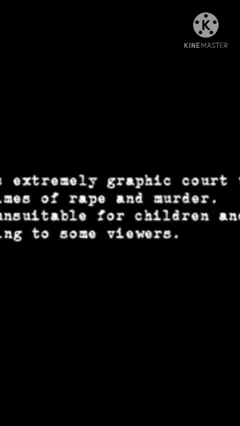 KINEMASTER
extremely graphic court
of rape and murder.
for children
to some viewers.